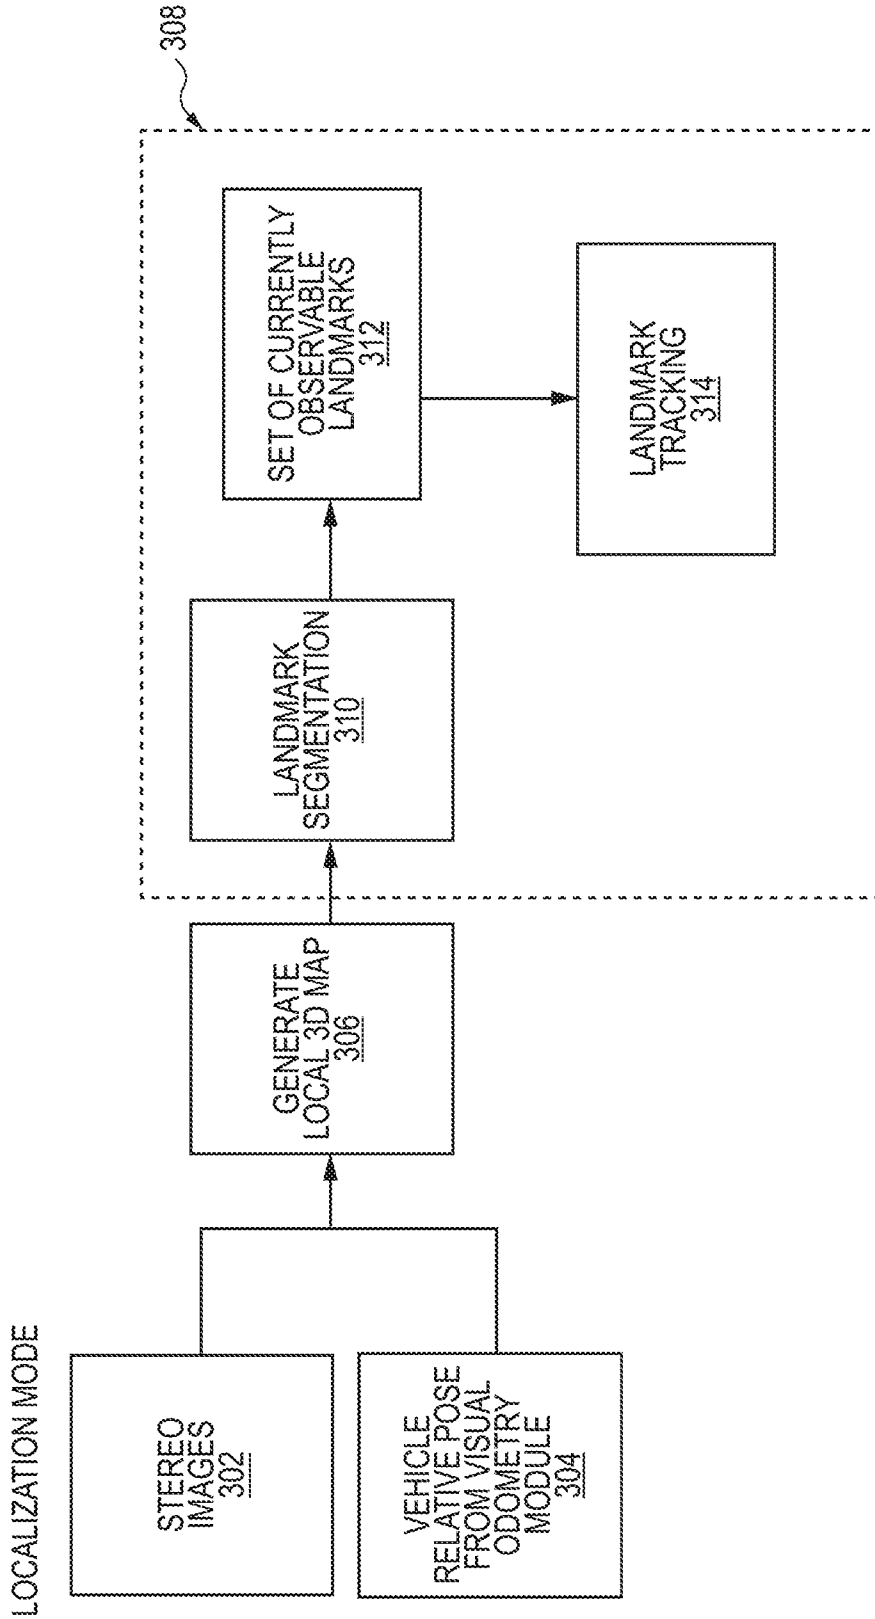 LOCALIZATION MODE
STEREO
IMAGES
302
VEHICLE
RELATIVE POSE
FROM VISUAL
ODOMETRY
MODULE
304
GENERATE
LOCAL 3D MAP
306
308
LANDMARK
SEGMENTATION
310
SET OF CURRENTLY
OBSERVABLE
LANDMARKS
312
LANDMARK
TRACKING
314